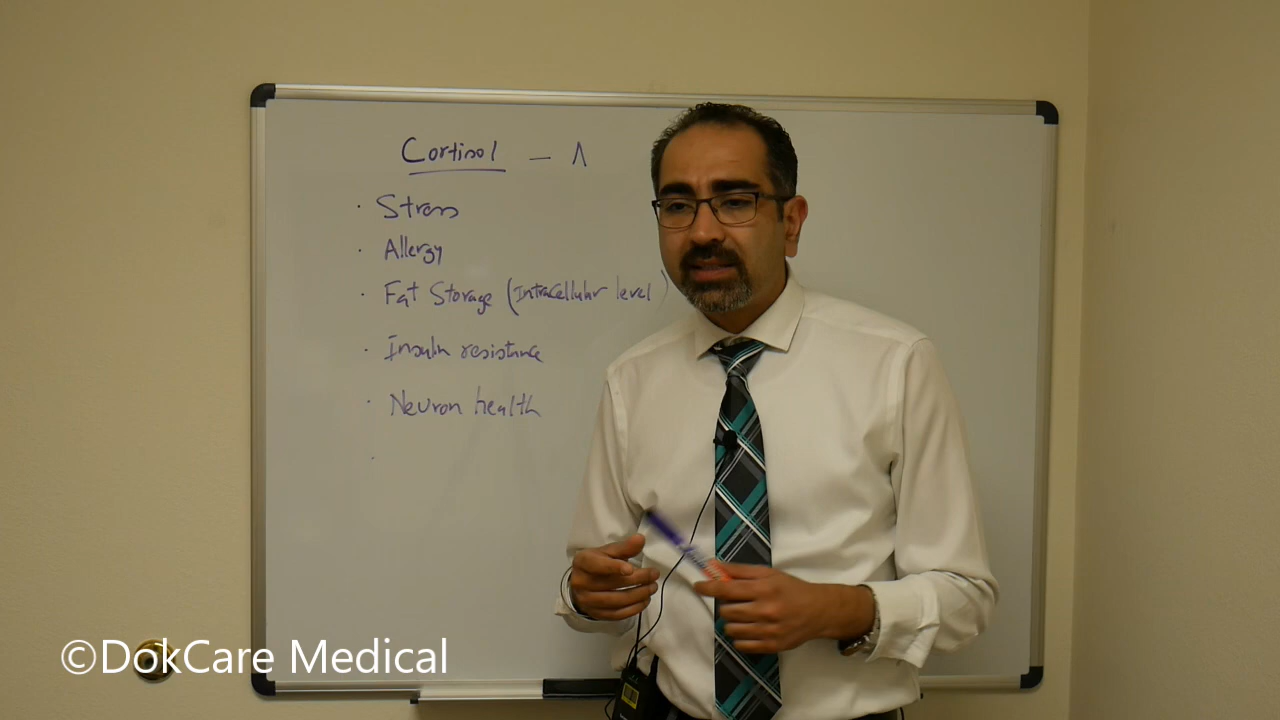 Cortisol –
· Stress
· Allergy
· Fat Storage (Intracellular level)
· Insulin resistance
· Neuron health
·
©DokCare Medical